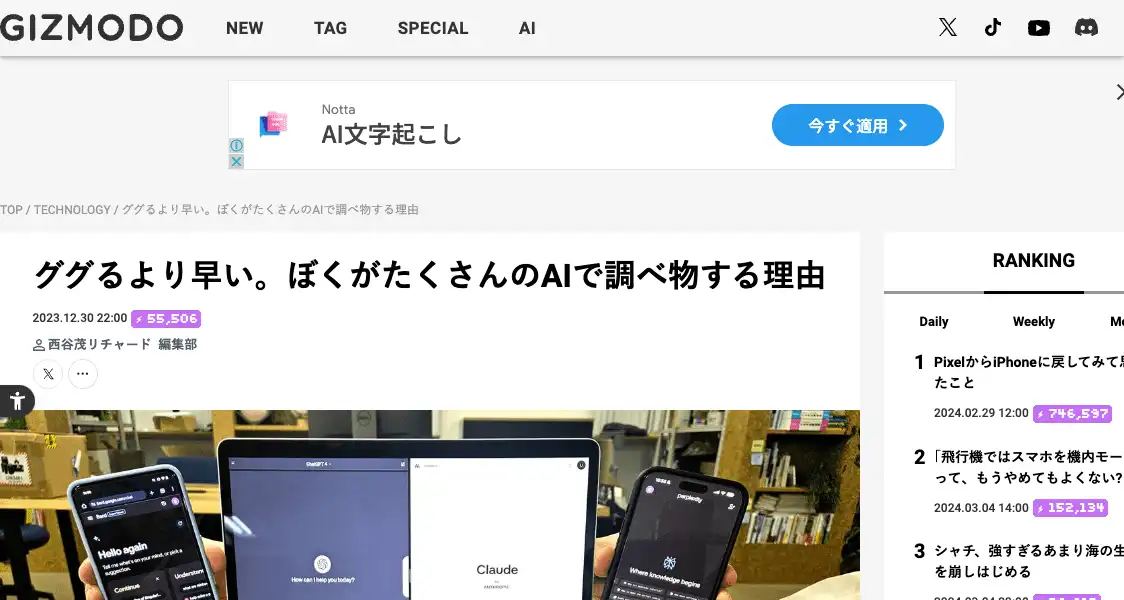 GIZMODO
NEW TAG SPECIAL AI
Notta
AI文字起こし
今すぐ適用
TOP / TECHNOLOGY / ググるより早い。ぼくがたくさんのAIで調べ物する理由
ググるより早い。ぼくがたくさんのAIで調べ物する理由
2023.12.30 22:00 55,506
西谷茂リチャード 編集部
RANKING
Daily Weekly
1 PixelからiPhoneに戻してみて思
たこと
2024.02.29 12:00 746,597
2 「飛行機ではスマホを機内モー
って、もうやめてもよくない?
2024.03.04 14:00 152,134
3 シャチ、強すぎるあまり海の生
を崩しはじめる
ChatGPT 4
How can I help you today?
Claude
Hello again
Tell me what's on your mind, or pick a
suggestion.
Continue
Understand
perplexity
Where knowledge begins